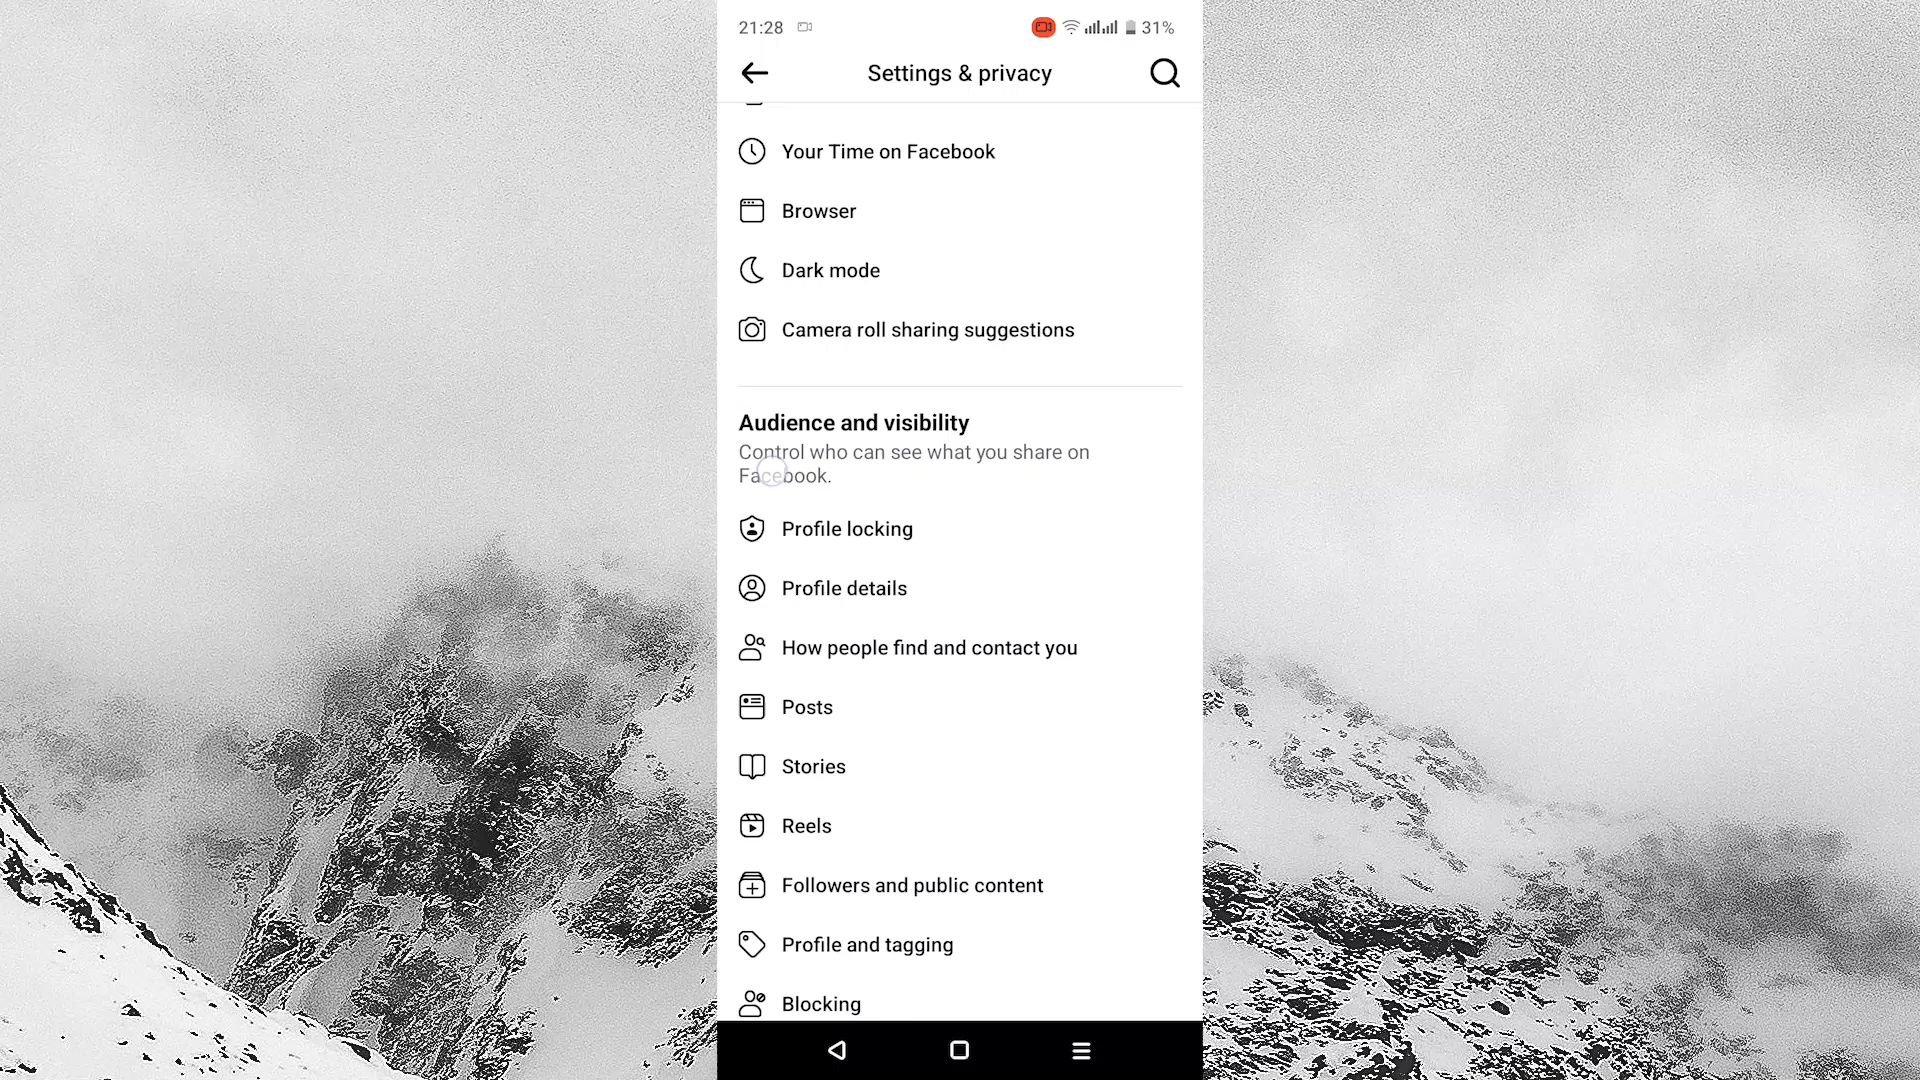 21:28
31%
Settings & privacy
Your Time on Facebook
Browser
Dark mode
Camera roll sharing suggestions
Audience and visibility
Control who can see what you share on
Facebook.
Profile locking
Profile details
How people find and contact you
Posts
Stories
Reels
Followers and public content
Profile and tagging
Blocking